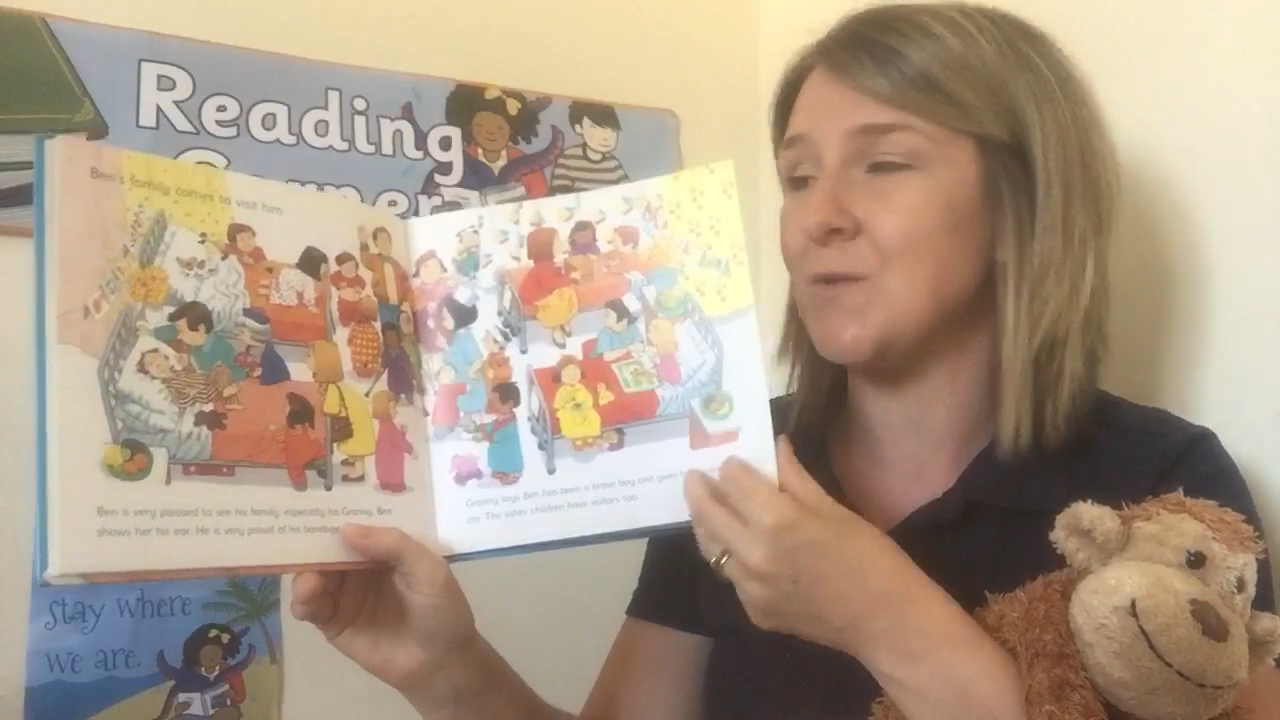 Reading
Corner
Ben's family comes to visit him.
Ben is very pleased to see his family, especially his Granny. Ben
shows her his ear. He is very proud of his bandage.
Granny says Ben has been a brave boy and gives
car. The other children have visitors too.
stay where
we are.